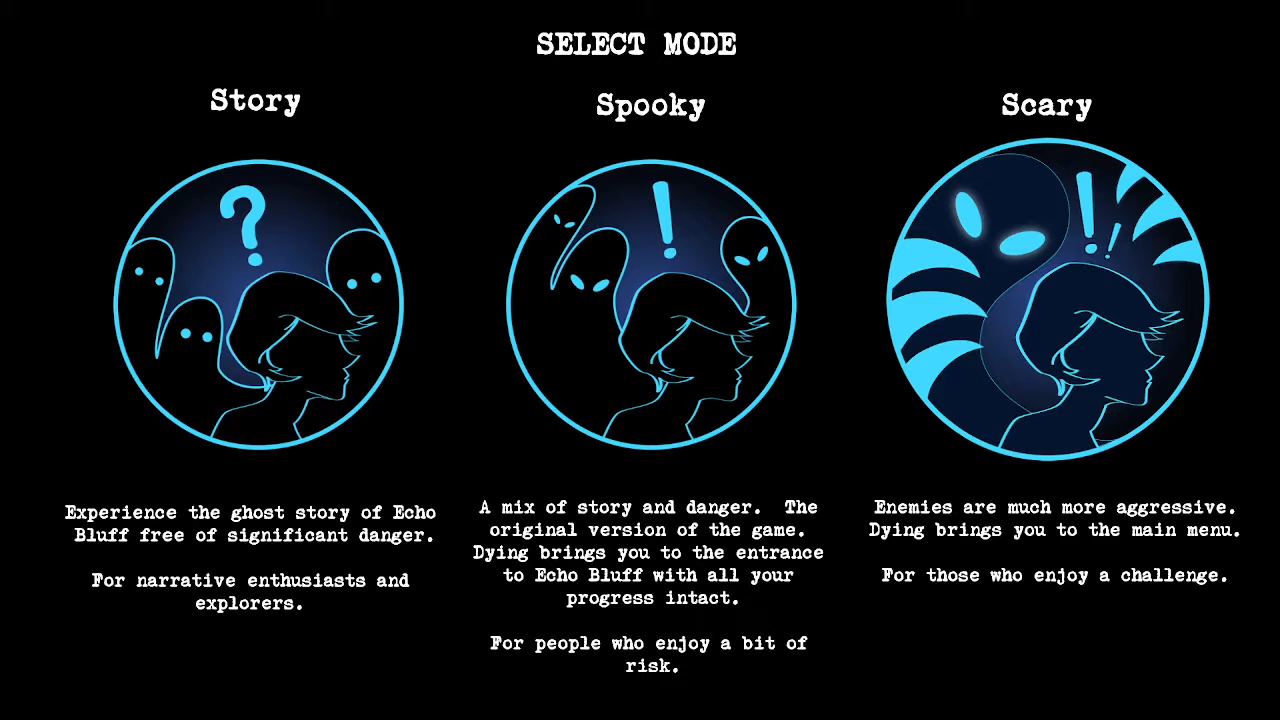 SELECT MODE
Story
Spooky
Scary
?
!
!!
Experience the ghost story of Echo
Bluff free of significant danger.
For narrative enthusiasts and
explorers.
A mix of story and danger.  The
original version of the game.
Dying brings you to the entrance
to Echo Bluff with all your
progress intact.
For people who enjoy a bit of
risk.
Enemies are much more aggressive.
Dying brings you to the main menu.
For those who enjoy a challenge.